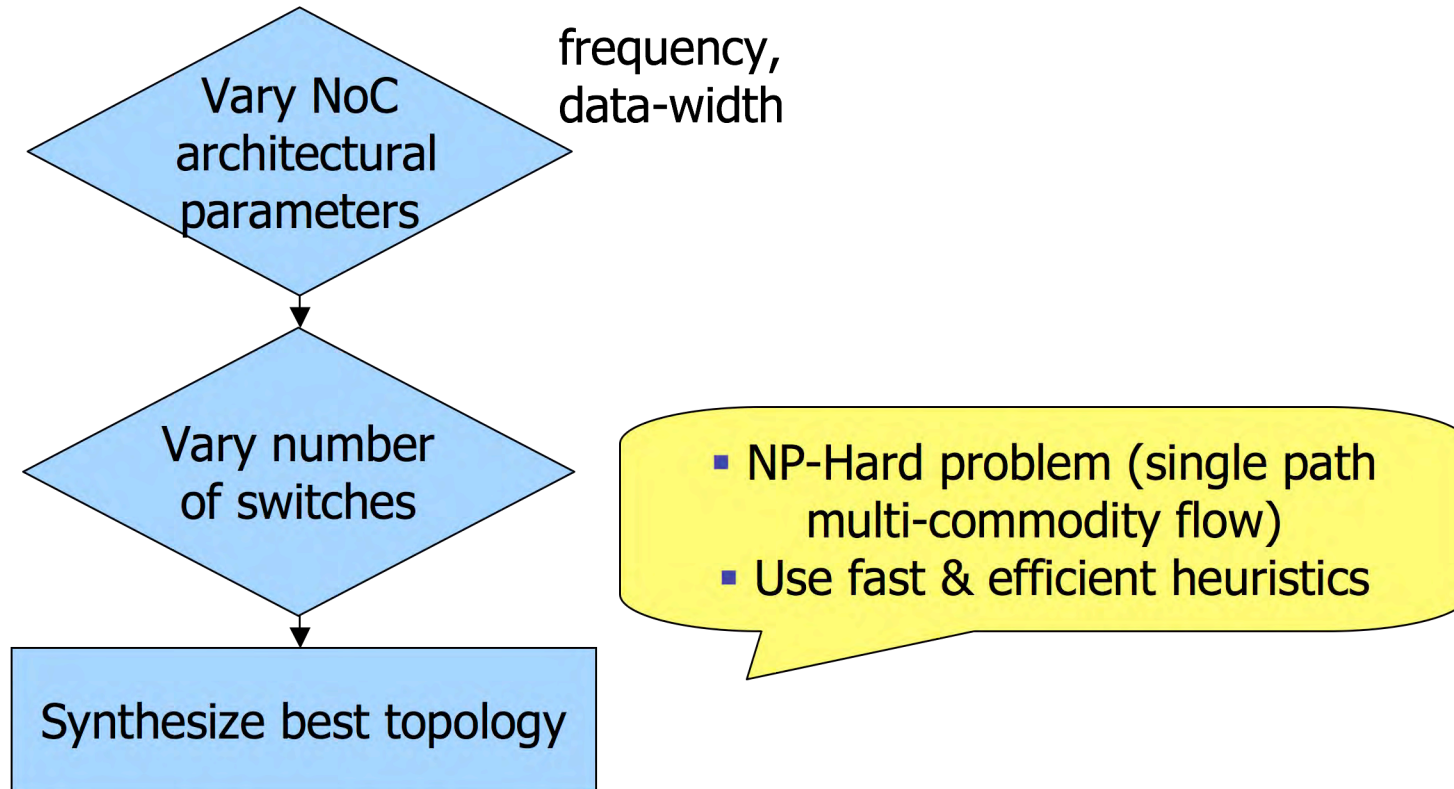 Vary NoC
architectural
parameters
frequency,
data-width
Vary number
of switches
▪ NP-Hard problem (single path
multi-commodity flow)
▪ Use fast & efficient heuristics
Synthesize best topology